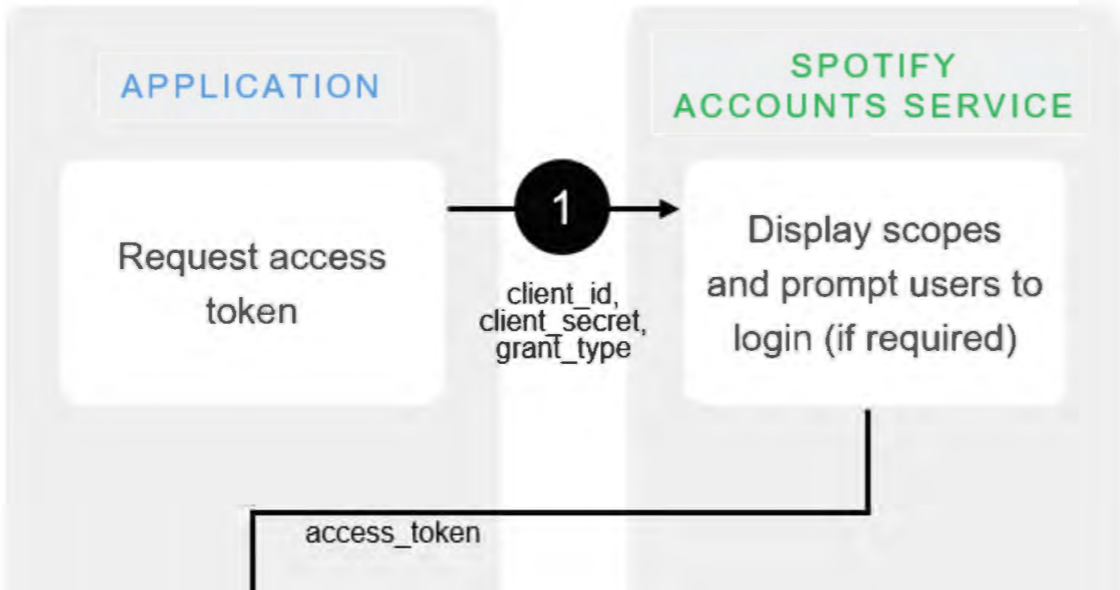 APPLICATION
SPOTIFY
ACCOUNTS SERVICE
Request access
token
1
client_id,
client_secret,
grant_type
Display scopes
and prompt users to
login (if required)
access_token